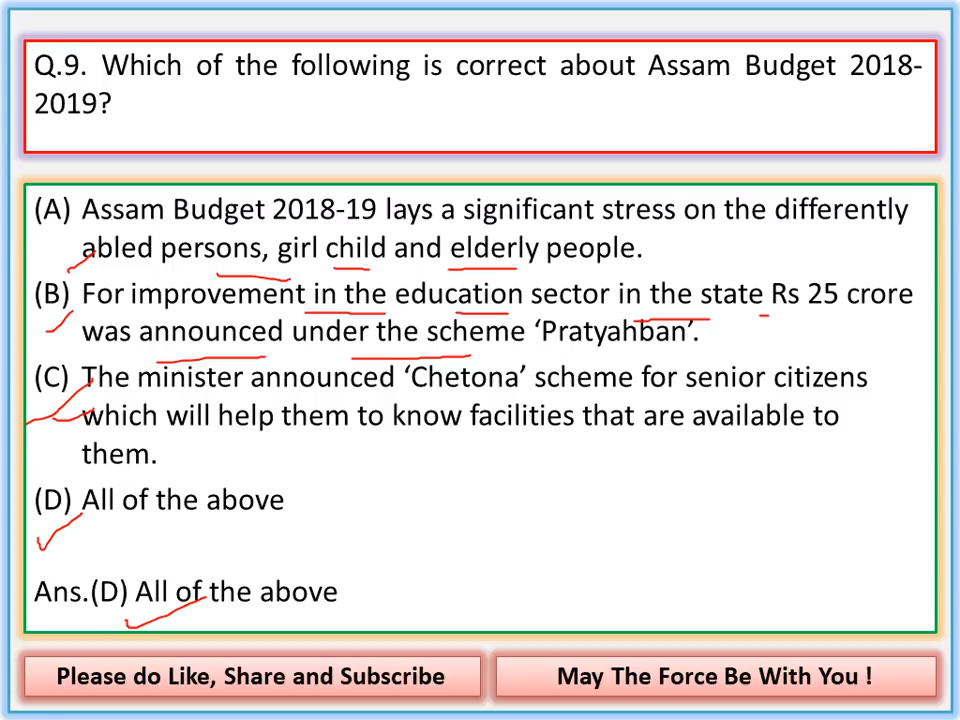 Q.9. Which of the following is correct about Assam Budget 2018-
2019?
(A) Assam Budget 2018-19 lays a significant stress on the differently
abled persons, girl child and elderly people.
(B) For improvement in the education sector in the state Rs 25 crore
was announced under the scheme ‘Pratyahban’.
(C) The minister announced ‘Chetona’ scheme for senior citizens
which will help them to know facilities that are available to
them.
(D) All of the above
Ans.(D) All of the above
Please do Like, Share and Subscribe
May The Force Be With You !